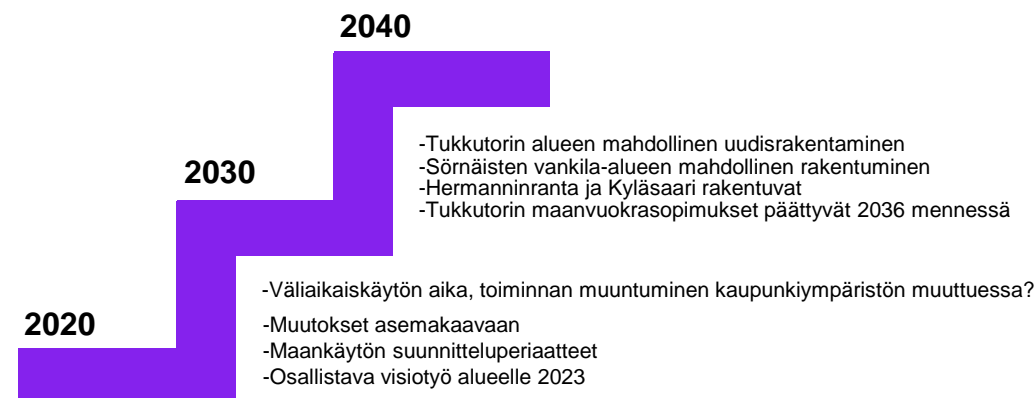 2040
-Tukkutorin alueen mahdollinen uudisrakentaminen
-Sörnäisten vankila-alueen mahdollinen rakentuminen
-Hermanninranta ja Kyläsaari rakentuvat
-Tukkutorin maanvuokrasopimukset päättyvät 2036 mennessä
2030
-Väliaikaiskäytön aika, toiminnan muuntuminen kaupunkiympäristön muuttuessa?
-Muutokset asemakaavaan
-Maankäytön suunnitteluperiaatteet
-Osallistava visiotyö alueelle 2023
2020